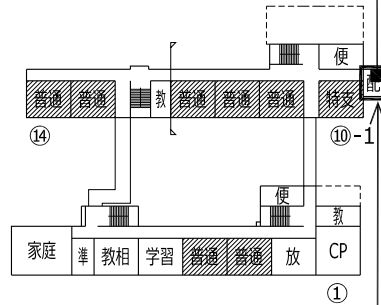 便
配
普通 普通 教 普通 普通 普通 特支
⑭ ⑩-1
便
教
家庭 準 教相 学習 普通 普通 放 CP
①